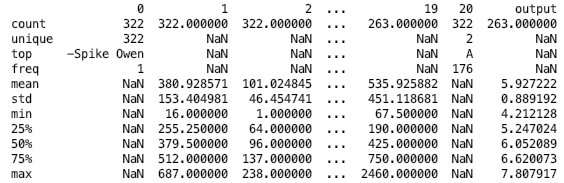 0 1 2 ... 19 20 output
count 322 322.000000 322.000000 ... 263.000000 322 263.000000
unique 322 NaN NaN ... NaN 2 NaN
top -Spike Owen NaN NaN ... NaN A NaN
freq 1 NaN NaN ... NaN 176 NaN
mean NaN 380.928571 101.024845 ... 535.925882 NaN 5.927222
std NaN 153.404981 46.454741 ... 451.118681 NaN 0.889192
min NaN 16.000000 1.000000 ... 67.500000 NaN 4.212128
25% NaN 255.250000 64.000000 ... 190.000000 NaN 5.247024
50% NaN 379.500000 96.000000 ... 425.000000 NaN 6.052089
75% NaN 512.000000 137.000000 ... 750.000000 NaN 6.620073
max NaN 687.000000 238.000000 ... 2460.000000 NaN 7.807917